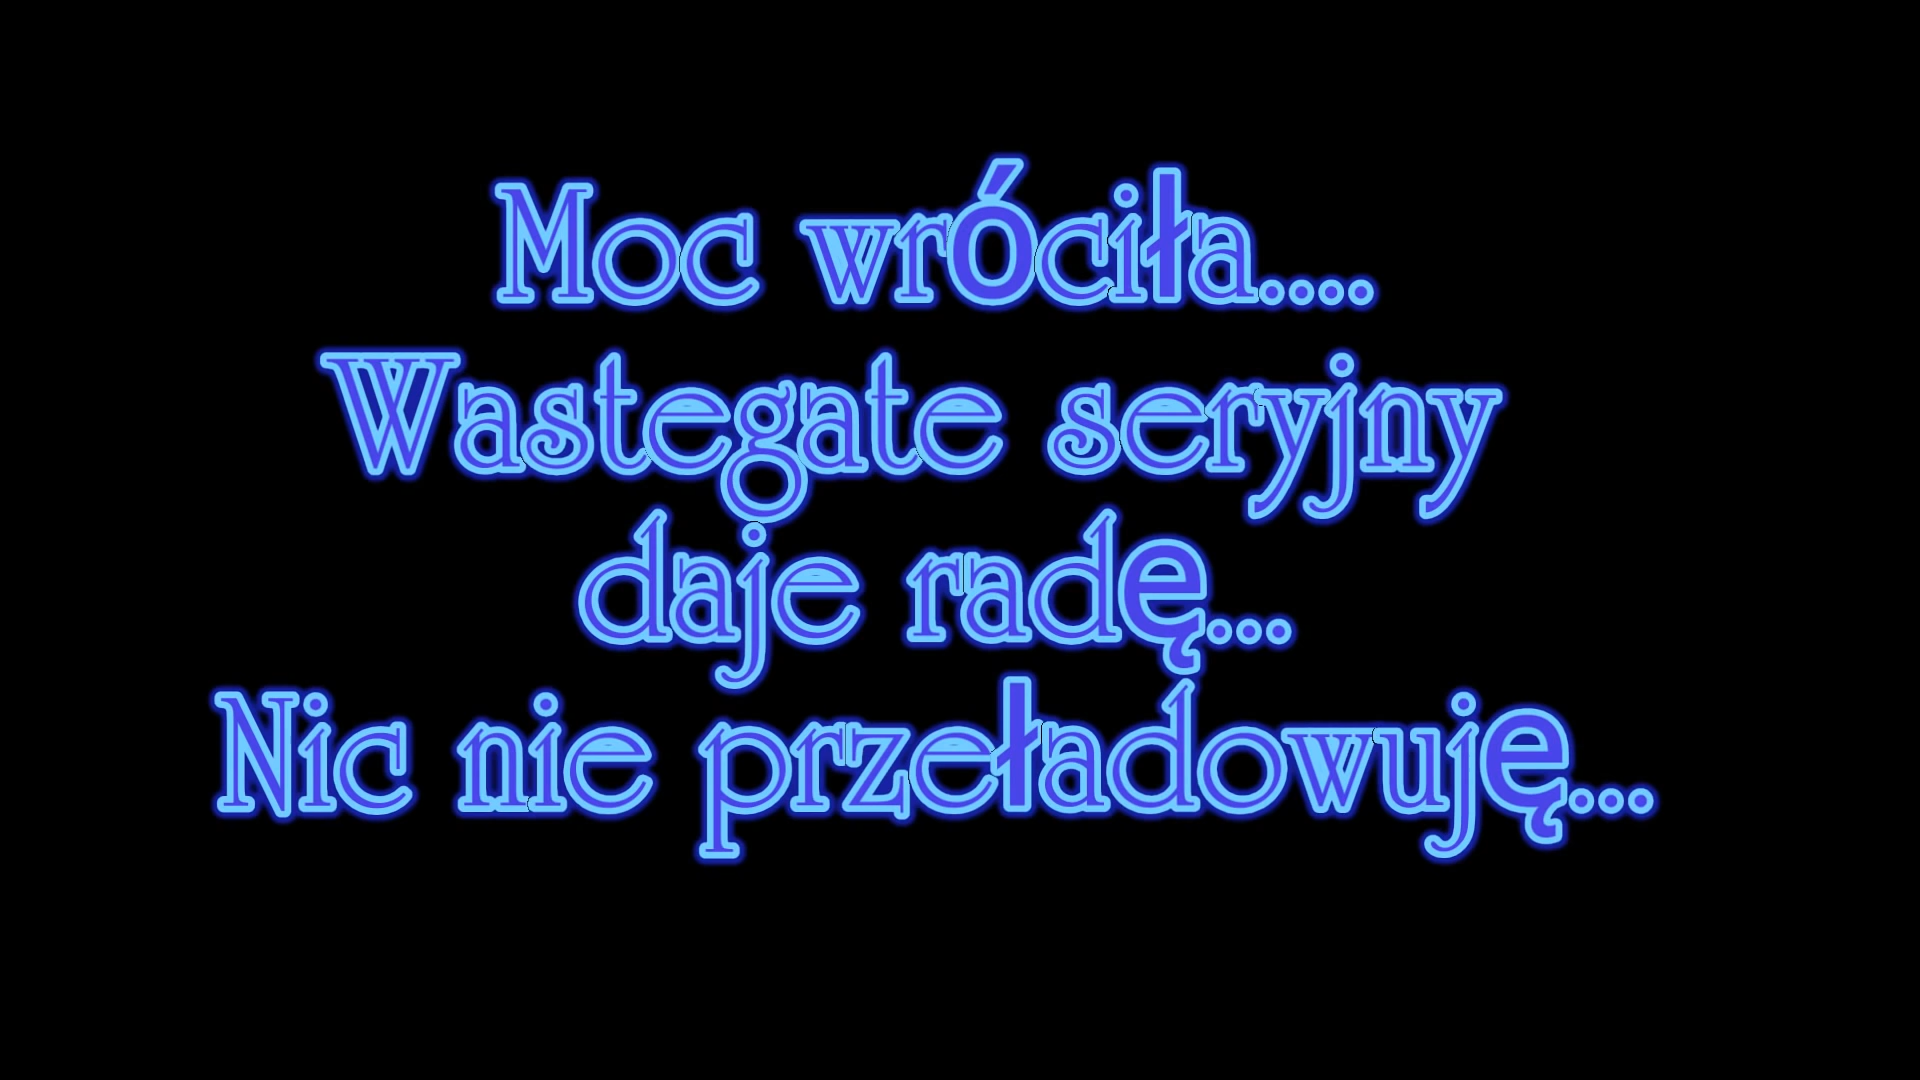 Moc wróciła....
Wastegate seryjny
daje radę...
Nic nie przeładowuję...